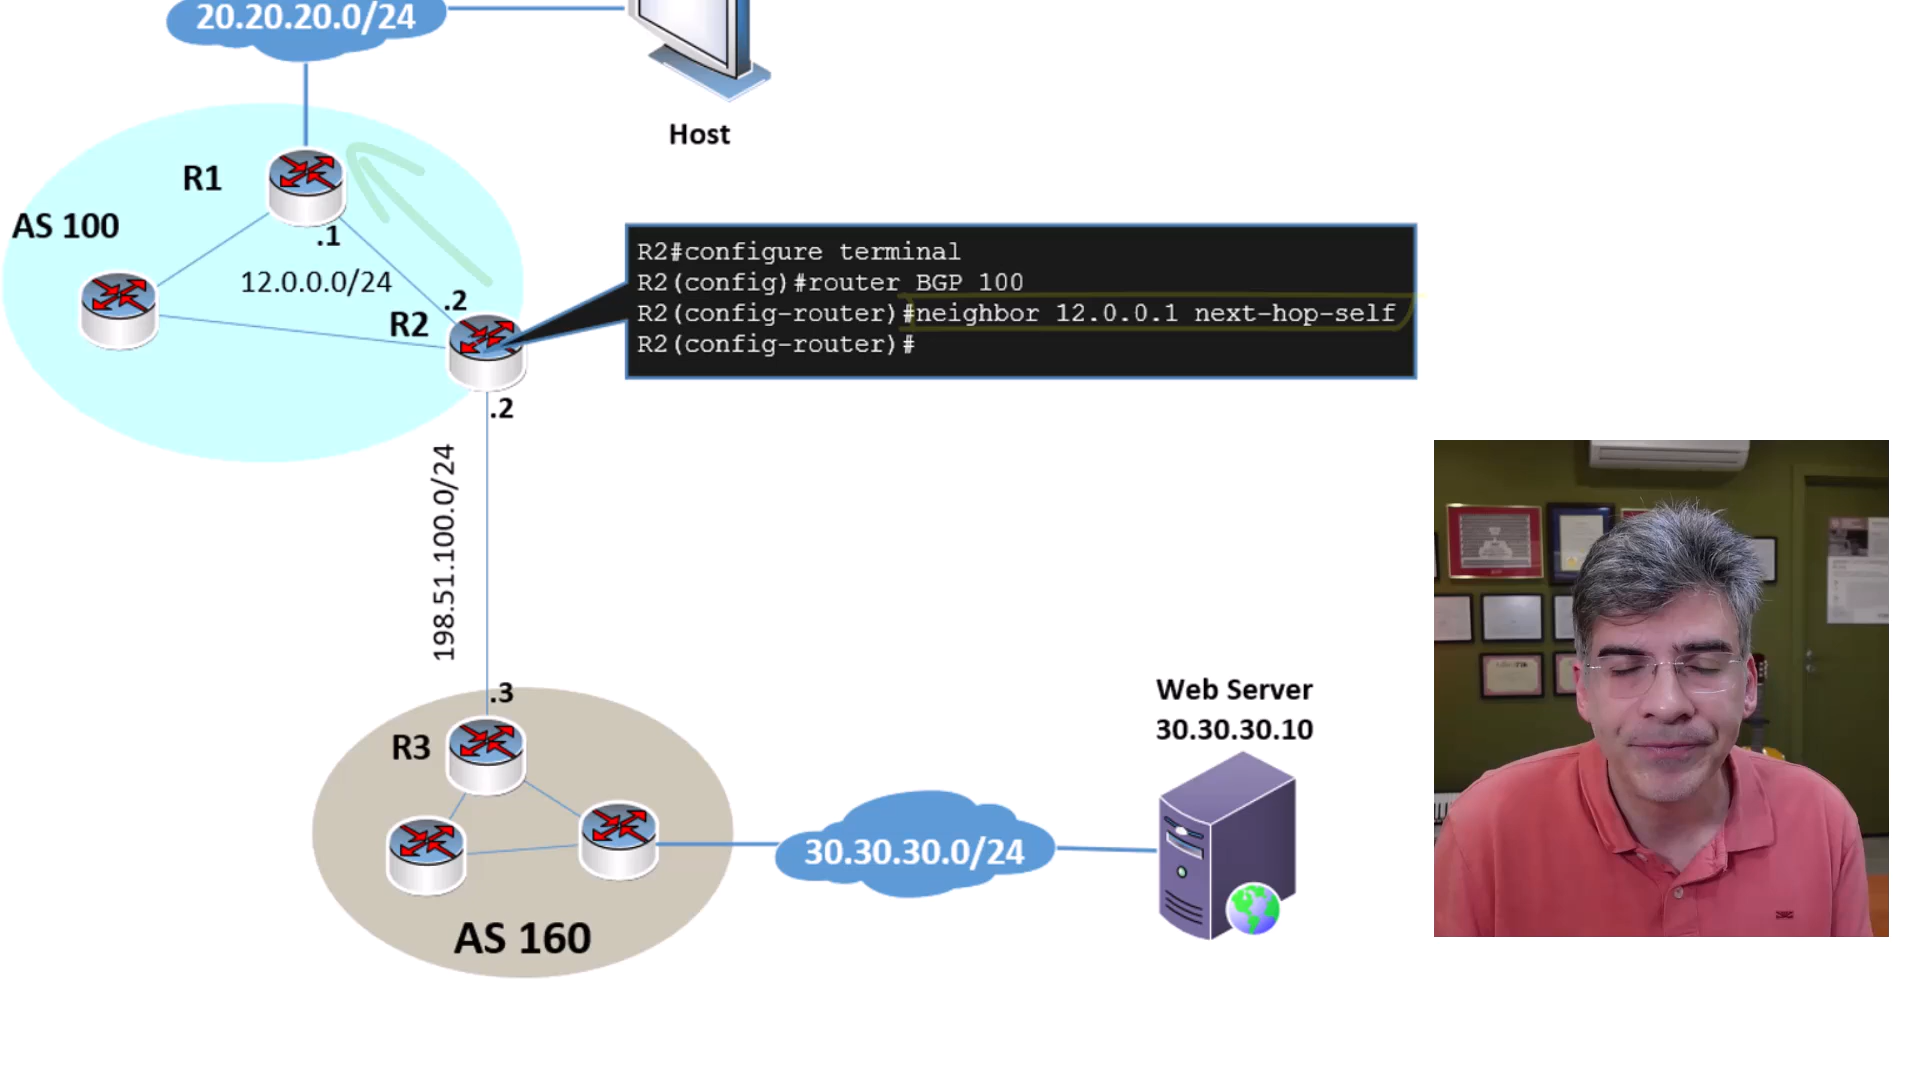 20.20.20.0/24
Host
R1
AS 100
.1
12.0.0.0/24
.2
R2
R2#configure terminal
R2(config)#router BGP 100
R2(config-router)#neighbor 12.0.0.1 next-hop-self
R2(config-router)#
.2
198.51.100.0/24
.3
R3
Web Server
30.30.30.10
30.30.30.0/24
AS 160